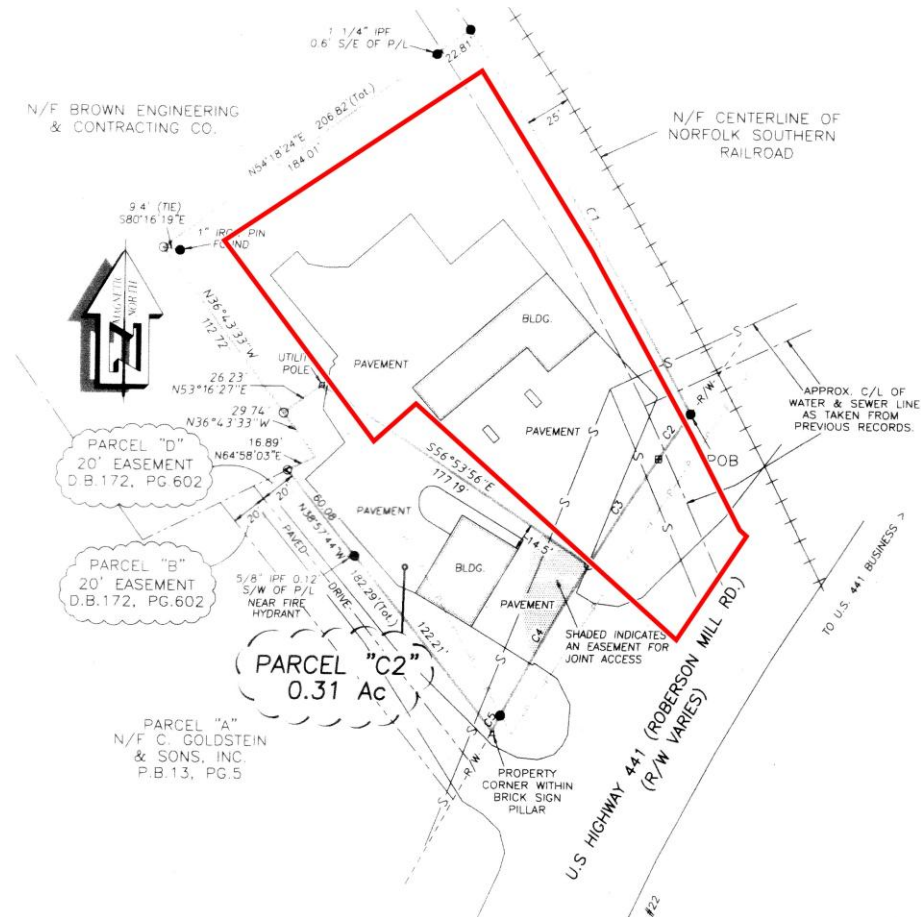 1 1/4" IPF
0.6' S/E OF P/L
22.81'
N/F BROWN ENGINEERING
& CONTRACTING CO.
N54°18'24"E 206.82 (Tot.)
184.01'
25'
N/F CENTERLINE OF
NORFOLK SOUTHERN
RAILROAD
C1
9.4' (TIE)
S80°16'19"E
1" IRON PIN
FOUND
MAGNETIC
NORTH
N36°43'33"W
112.72
BLDG.
UTILITY
POLE
PAVEMENT
26.23'
N53°16'27"E
29.74'
N36°43'33"W
16.89'
N64°58'03"E
S
S
R/W
APPROX. C/L OF
WATER & SEWER LINE
AS TAKEN FROM
PREVIOUS RECORDS.
PAVEMENT
S
S
C2
POB
S56°53'56"E
177.19'
C3
S
S
PARCEL "D"
20' EASEMENT
D.B.172, PG.602
PARCEL "B"
20' EASEMENT
D.B.172, PG.602
20'
20'
60.08
N38°57'44"W
PAVEMENT
PAVED
DRIVE
182.29'(Tot.)
122.21'
14.5'
BLDG.
PAVEMENT
C4
5/8" IPF 0.12'
S/W OF P/L
NEAR FIRE
HYDRANT
SHADED INDICATES
AN EASEMENT FOR
JOINT ACCESS
PARCEL "C2"
0.31 Ac
S
S
S
C5
R/W
PARCEL "A"
N/F C. GOLDSTEIN
& SONS, INC.
P.B.13, PG.5
PROPERTY
CORNER WITHIN
BRICK SIGN
PILLAR
U.S HIGHWAY 441 (ROBERSON MILL RD.)
(R/W VARIES)
TO U.S. 441 BUSINESS >
#22